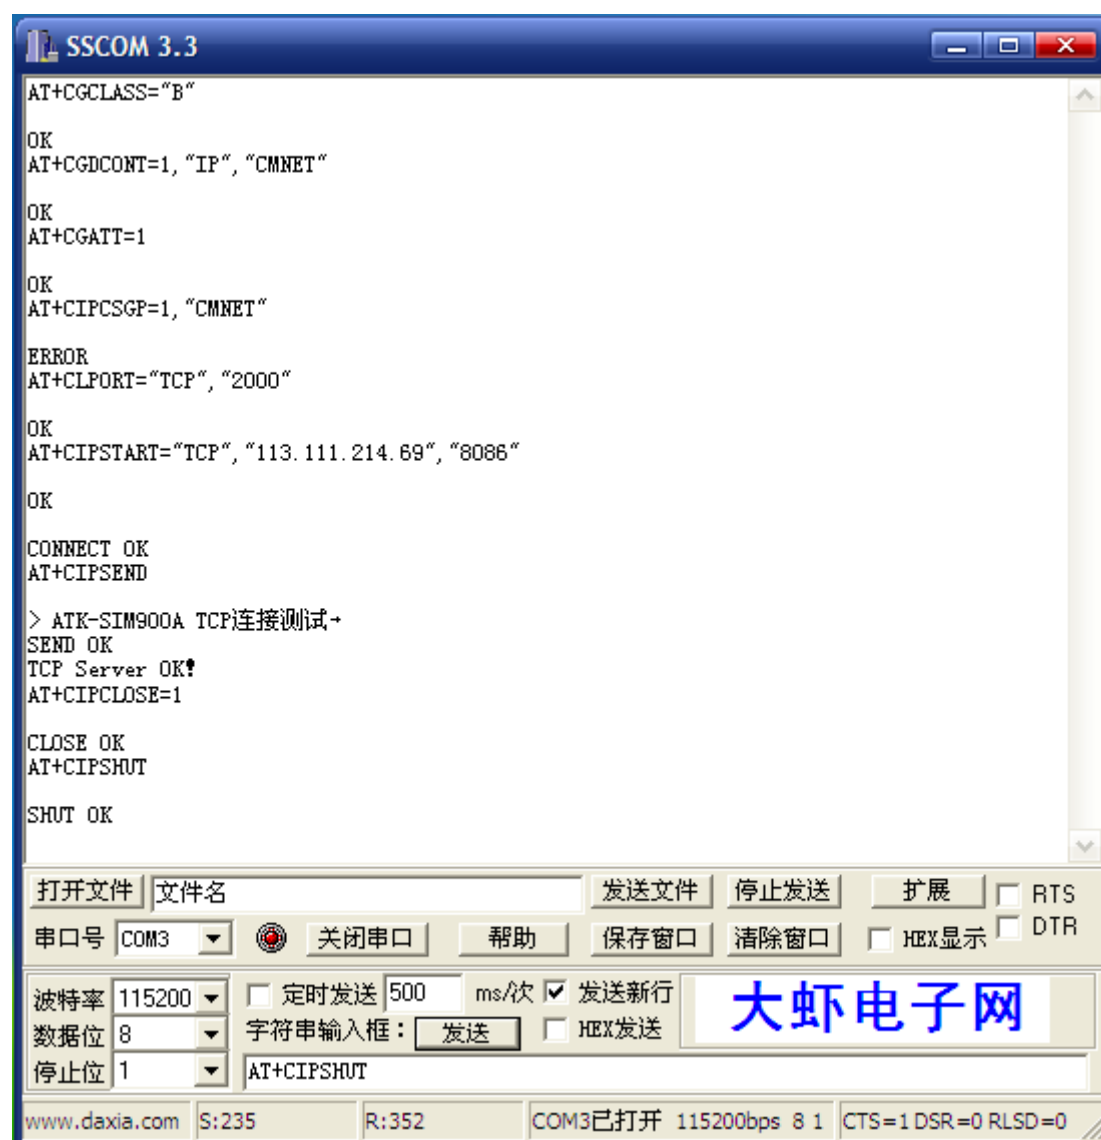 SSCOM 3.3
AT+CGCLASS="B"
OK
AT+CGDCONT=1,"IP","CMNET"
OK
AT+CGATT=1
OK
AT+CIPCSGP=1,"CMNET"
ERROR
AT+CLPORT="TCP","2000"
OK
AT+CIPSTART="TCP","113.111.214.69","8086"
OK
CONNECT OK
AT+CIPSEND
> ATK-SIM900A TCP连接测试→
SEND OK
TCP Server OK!
AT+CIPCLOSE=1
CLOSE OK
AT+CIPSHUT
SHUT OK
打开文件 文件名 发送文件 停止发送 扩展 RTS
串口号 COM3 关闭串口 帮助 保存窗口 清除窗口 HEX显示 DTR
波特率 115200 定时发送 500 ms/次 发送新行 大虾电子网
数据位 8 字符串输入框： 发送 HEX发送
停止位 1 AT+CIPSHUT
www.daxia.com S:235 R:352 COM3已打开 115200bps 8 1 CTS=1 DSR=0 RLSD=0